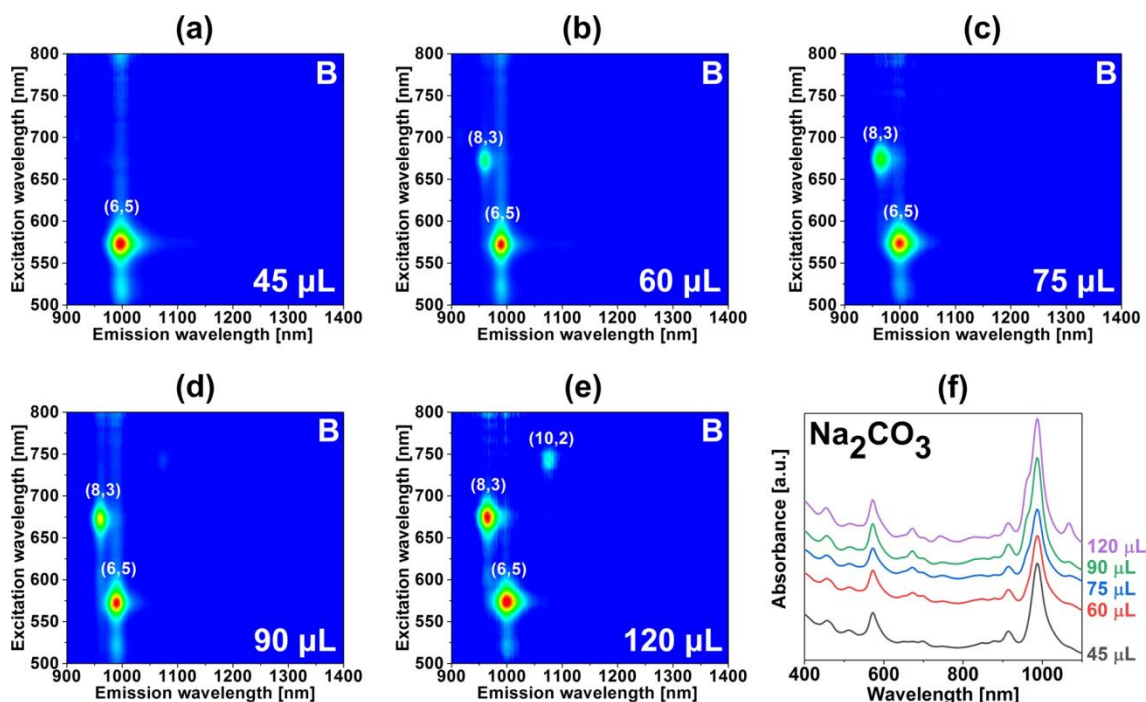 (a)
(b)
(c)
800
750
700
650
600
550
500
Excitation wavelength [nm]
B
(6,5)
45 µL
900 1000 1100 1200 1300 1400
Emission wavelength [nm]
800
750
700
650
600
550
500
Excitation wavelength [nm]
B
(8,3)
(6,5)
60 µL
900 1000 1100 1200 1300 1400
Emission wavelength [nm]
800
750
700
650
600
550
500
Excitation wavelength [nm]
B
(8,3)
(6,5)
75 µL
900 1000 1100 1200 1300 1400
Emission wavelength [nm]
(d)
(e)
(f)
800
750
700
650
600
550
500
Excitation wavelength [nm]
B
(8,3)
(6,5)
90 µL
900 1000 1100 1200 1300 1400
Emission wavelength [nm]
800
750
700
650
600
550
500
Excitation wavelength [nm]
B
(10,2)
(8,3)
(6,5)
120 µL
900 1000 1100 1200 1300 1400
Emission wavelength [nm]
Absorbance [a.u.]
Na2CO3
120 µL
90 µL
75 µL
60 µL
45 µL
400 600 800 1000
Wavelength [nm]